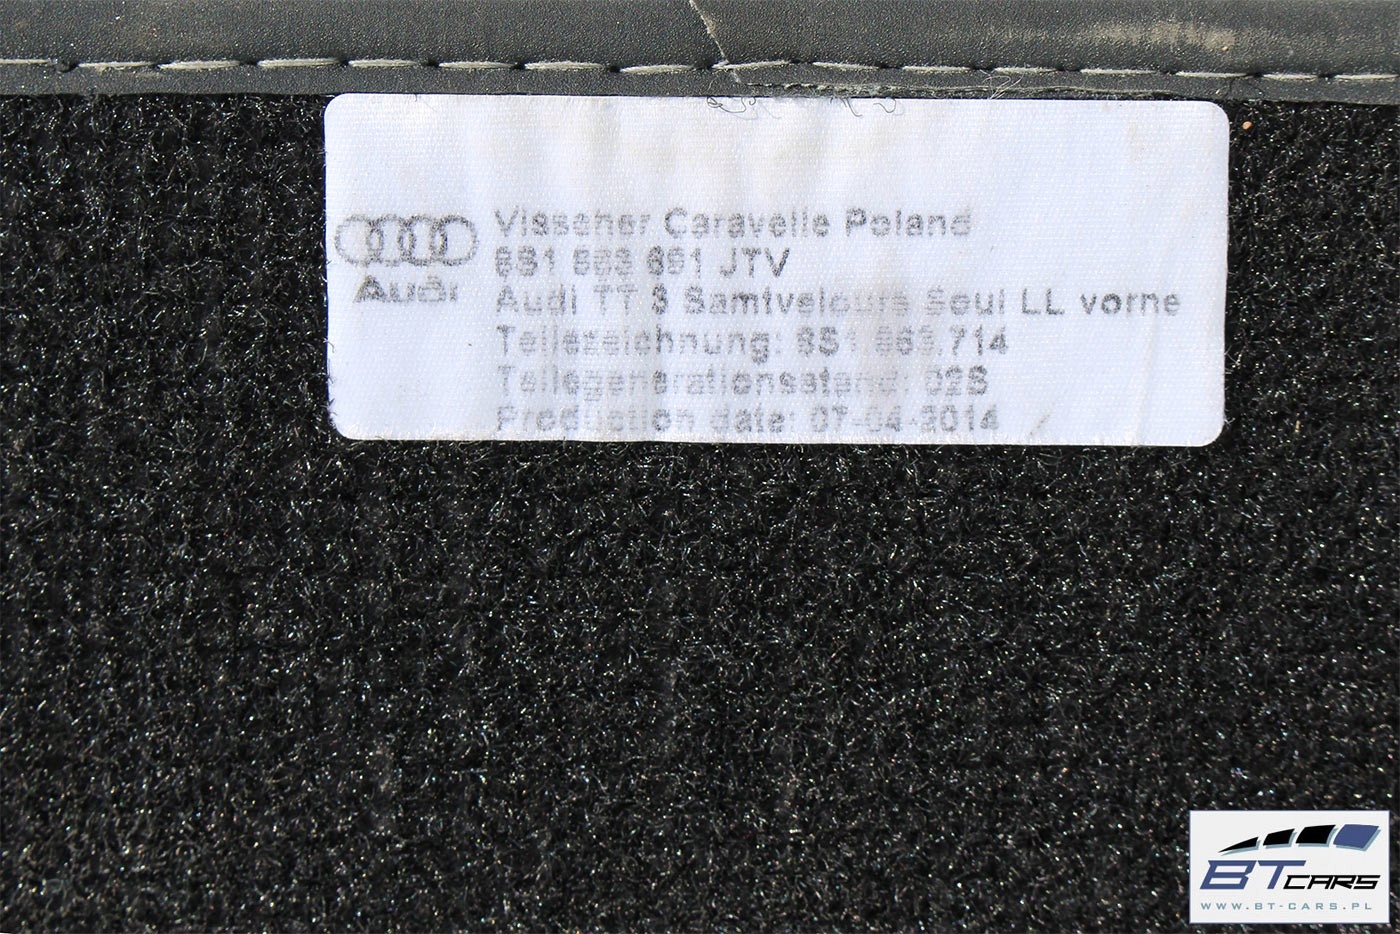 Visscher Caravelle Poland
8S1 863 691 JTV
Audi
Audi TT 3 Samtvelours Seul LL vorne
Teilezeichnung: 8S1.863.714
Teilegenerationsstand: 02S
Production date: 07-04-2014
BT CARS
WWW.BT-CARS.PL